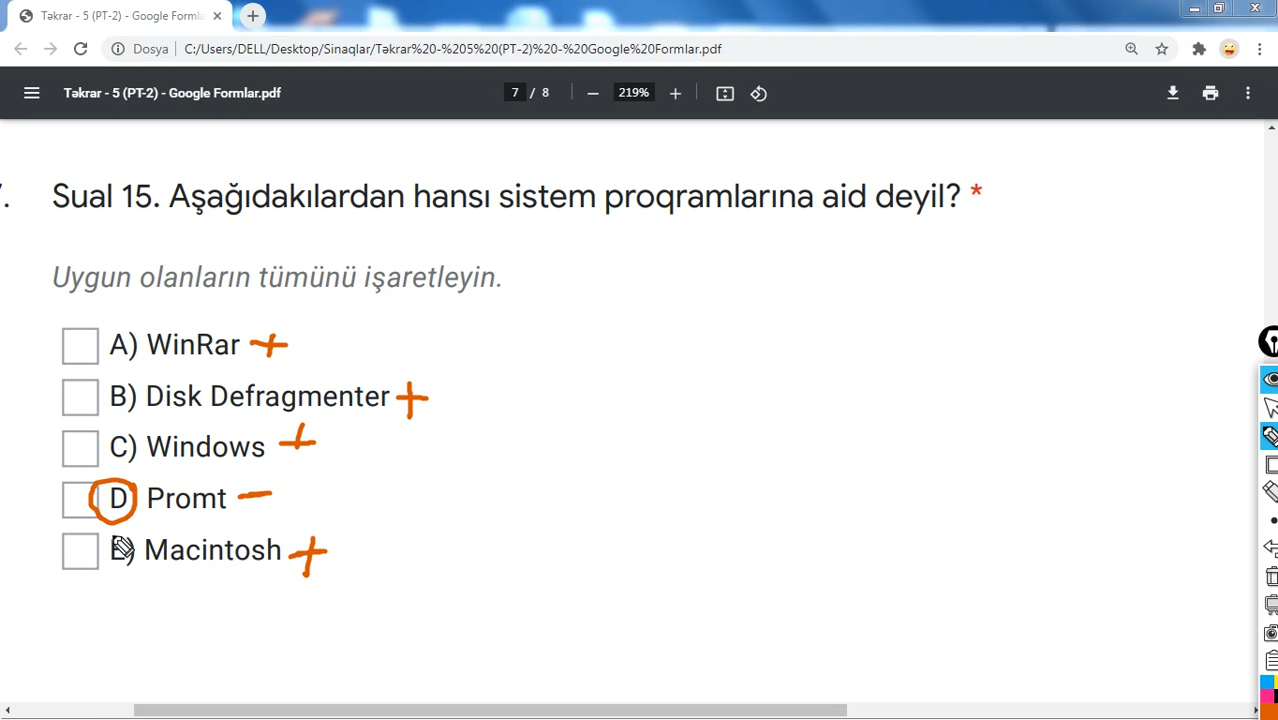 Təkrar - 5 (PT-2) - Google Formla
Dosya C:/Users/DELL/Desktop/Sinaqlar/Təkrar%20-%205%20(PT-2)%20-%20Google%20Formlar.pdf
Təkrar - 5 (PT-2) - Google Formlar.pdf 7 / 8 219%
Sual 15. Aşağıdakılardan hansı sistem proqramlarına aid deyil? *
Uygun olanların tümünü işaretleyin.
A) WinRar +
B) Disk Defragmenter +
C) Windows +
D Promt -
Macintosh +